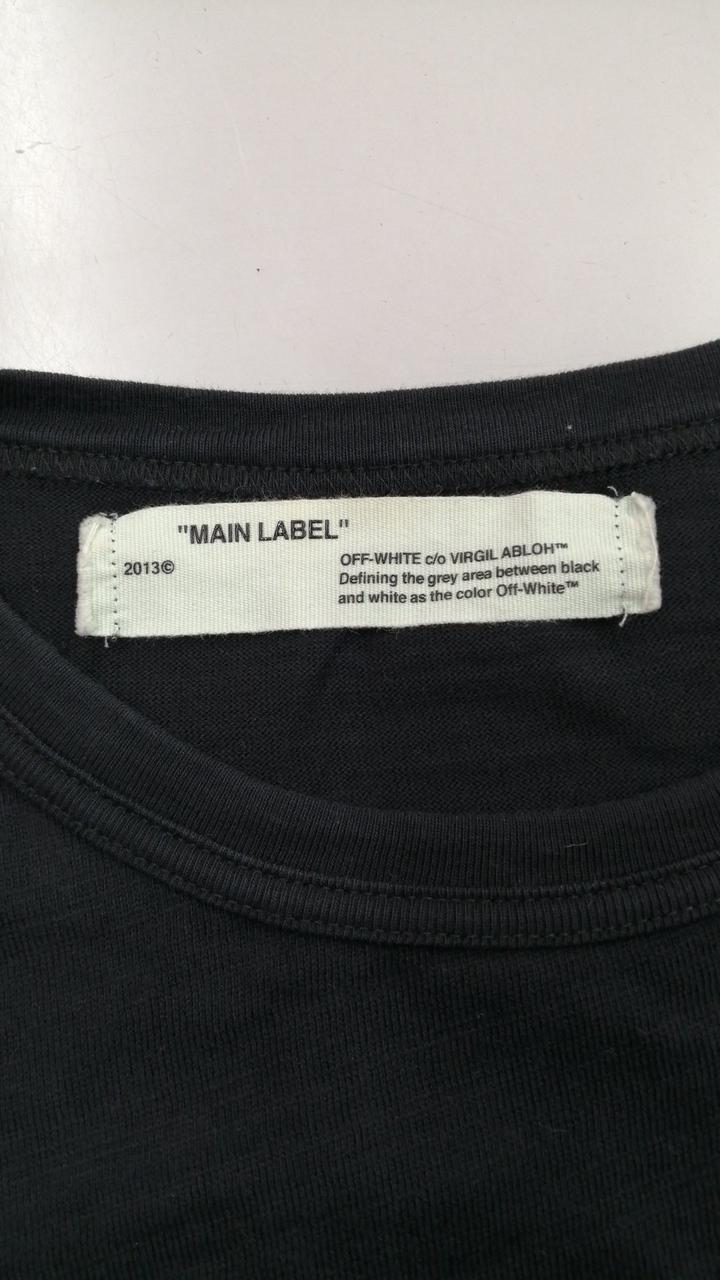 "MAIN LABEL"
2013©
OFF-WHITE c/o VIRGIL ABLOH™
Defining the grey area between black
and white as the color Off-White™